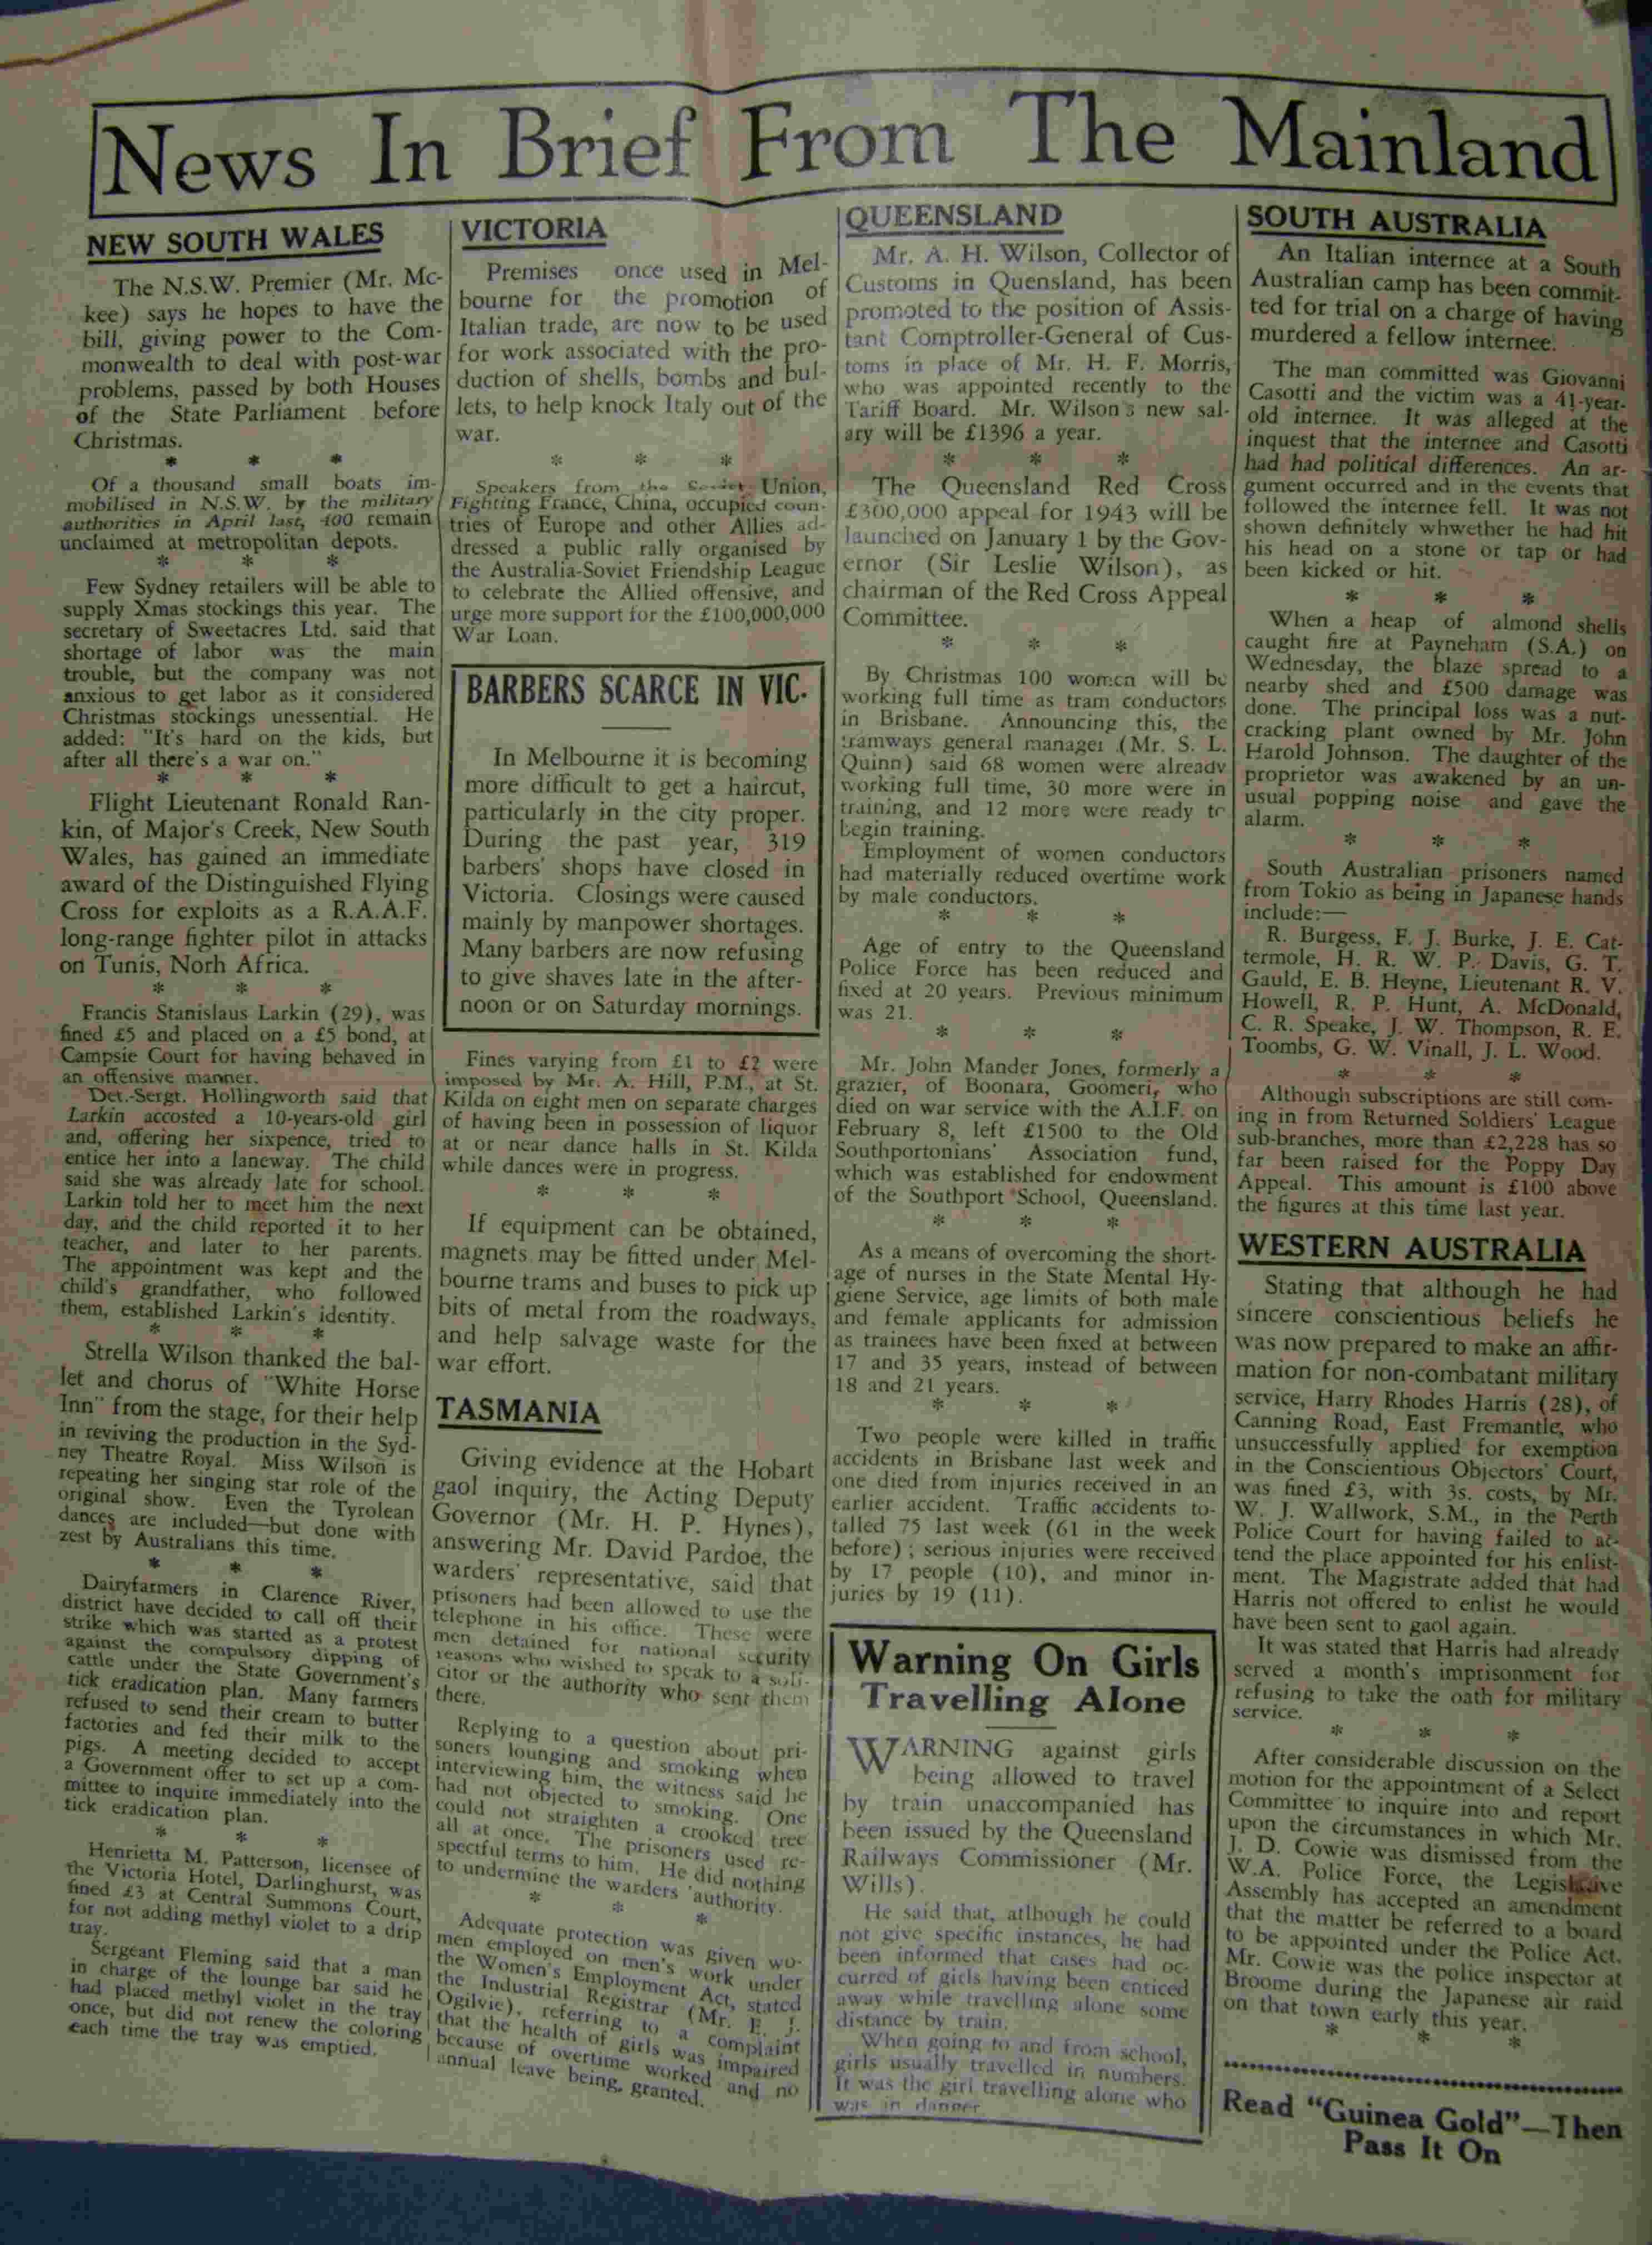 News In Brief From The Mainland
NEW SOUTH WALES
The N.S.W. Premier (Mr. Mc-
kee) says he hopes to have the
bill, giving power to the Com-
monwealth to deal with post-war
problems, passed by both Houses
of the State Parliament before
Christmas.
* * *
Of a thousand small boats im-
mobilised in N.S.W. by the military
authorities in April last, 400 remain
unclaimed at metropolitan depots.
* * *
Few Sydney retailers will be able to
supply Xmas stockings this year. The
secretary of Sweetacres Ltd. said that
shortage of labor was the main
trouble, but the company was not
anxious to get labor as it considered
Christmas stockings unessential. He
added: "It's hard on the kids, but
after all there's a war on."
* * *
Flight Lieutenant Ronald Ran-
kin, of Major's Creek, New South
Wales, has gained an immediate
award of the Distinguished Flying
Cross for exploits as a R.A.A.F.
long-range fighter pilot in attacks
on Tunis, Norh Africa.
* * *
Francis Stanislaus Larkin (29), was
fined £5 and placed on a £5 bond, at
Campsie Court for having behaved in
an offensive manner.
Det.-Sergt. Hollingworth said that
Larkin accosted a 10-years-old girl
and, offering her sixpence, tried to
entice her into a laneway. The child
said she was already late for school.
Larkin told her to meet him the next
day, and the child reported it to her
teacher, and later to her parents.
The appointment was kept and the
child's grandfather, who followed
them, established Larkin's identity.
* * *
Strella Wilson thanked the bal-
let and chorus of "White Horse
Inn" from the stage, for their help
in reviving the production in the Syd-
ney Theatre Royal. Miss Wilson is
repeating her singing star role of the
original show. Even the Tyrolean
dances are included—but done with
zest by Australians this time.
* * *
Dairyfarmers in Clarence River,
district have decided to call off their
strike which was started as a protest
against the compulsory dipping of
cattle under the State Government's
tick eradication plan. Many farmers
refused to send their cream to butter
factories and fed their milk to the
pigs. A meeting decided to accept
a Government offer to set up a com-
mittee to inquire immediately into the
tick eradication plan.
* * *
Henrietta M. Patterson, licensee of
the Victoria Hotel, Darlinghurst, was
fined £3 at Central Summons Court,
for not adding methyl violet to a drip
tray.
Sergeant Fleming said that a man
in charge of the lounge bar said he
had placed methyl violet in the tray
once, but did not renew the coloring
each time the tray was emptied.
VICTORIA
Premises once used in Mel-
bourne for the promotion of
Italian trade, are now to be used
for work associated with the pro-
duction of shells, bombs and bul-
lets, to help knock Italy out of the
war.
* * *
Speakers from the Soviet Union,
Fighting France, China, occupied coun-
tries of Europe and other Allies ad-
dressed a public rally organised by
the Australia-Soviet Friendship League
to celebrate the Allied offensive, and
urge more support for the £100,000,000
War Loan.
BARBERS SCARCE IN VIC.
In Melbourne it is becoming
more difficult to get a haircut,
particularly in the city proper.
During the past year, 319
barbers' shops have closed in
Victoria. Closings were caused
mainly by manpower shortages.
Many barbers are now refusing
to give shaves late in the after-
noon or on Saturday mornings.
Fines varying from £1 to £2 were
imposed by Mr. A. Hill, P.M., at St.
Kilda on eight men on separate charges
of having been in possession of liquor
at or near dance halls in St. Kilda
while dances were in progress.
* * *
If equipment can be obtained,
magnets may be fitted under Mel-
bourne trams and buses to pick up
bits of metal from the roadways,
and help salvage waste for the
war effort.
TASMANIA
Giving evidence at the Hobart
gaol inquiry, the Acting Deputy
Governor (Mr. H. P. Hynes),
answering Mr. David Pardoe, the
warders' representative, said that
prisoners had been allowed to use the
telephone in his office. These were
men detained for national security
reasons who wished to speak to a soli-
citor or the authority who sent them
there.
Replying to a question about pri-
soners lounging and smoking when
interviewing him, the witness said he
had not objected to smoking. One
could not straighten a crooked tree
all at once. The prisoners used re-
spectful terms to him. He did nothing
to undermine the warders 'authority.
* * *
Adequate protection was given wo-
men employed on men's work under
the Women's Employment Act, stated
the Industrial Registrar (Mr. E. J.
Ogilvie), referring to a complaint
that the health of girls was impaired
because of overtime worked and no
annual leave being, granted.
QUEENSLAND
Mr. A. H. Wilson, Collector of
Customs in Quensland, has been
promoted to the position of Assis-
tant Comptroller-General of Cus-
toms in place of Mr. H. F. Morris,
who was appointed recently to the
Tariff Board. Mr. Wilson's new sal-
ary will be £1396 a year.
* * *
The Queensland Red Cross
£300,000 appeal for 1943 will be
launched on January 1 by the Gov-
ernor (Sir Leslie Wilson), as
chairman of the Red Cross Appeal
Committee.
* * *
By Christmas 100 women will be
working full time as tram conductors
in Brisbane. Announcing this, the
tramways general manager (Mr. S. L.
Quinn) said 68 women were already
working full time, 30 more were in
training, and 12 more were ready to
begin training.
Employment of women conductors
had materially reduced overtime work
by male conductors.
* * *
Age of entry to the Queensland
Police Force has been reduced and
fixed at 20 years. Previous minimum
was 21.
* * *
Mr. John Mander Jones, formerly a
grazier, of Boonara, Goomeri, who
died on war service with the A.I.F. on
February 8, left £1500 to the Old
Southportonians' Association fund,
which was established for endowment
of the Southport School, Queensland.
* * *
As a means of overcoming the short-
age of nurses in the State Mental Hy-
giene Service, age limits of both male
and female applicants for admission
as trainees have been fixed at between
17 and 35 years, instead of between
18 and 21 years.
* * *
Two people were killed in traffic
accidents in Brisbane last week and
one died from injuries received in an
earlier accident. Traffic accidents to-
talled 75 last week (61 in the week
before); serious injuries were received
by 17 people (10), and minor in-
juries by 19 (11).
Warning On Girls
Travelling Alone
WARNING against girls
being allowed to travel
by train unaccompanied has
been issued by the Queensland
Railways Commissioner (Mr.
Wills).
He said that, atlhough he could
not give specific instances, he had
been informed that cases had oc-
curred of girls having been enticed
away while travelling alone some
distance by train.
When going to and from school,
girls usually travelled in numbers.
It was the girl travelling alone who
was in danger.
SOUTH AUSTRALIA
An Italian internee at a South
Australian camp has been commit-
ted for trial on a charge of having
murdered a fellow internee.
The man committed was Giovanni
Casotti and the victim was a 41-year-
old internee. It was alleged at the
inquest that the internee and Casotti
had had political differences. An ar-
gument occurred and in the events that
followed the internee fell. It was not
shown definitely whwether he had hit
his head on a stone or tap or had
been kicked or hit.
* * *
When a heap of almond shells
caught fire at Payneham (S.A.) on
Wednesday, the blaze spread to a
nearby shed and £500 damage was
done. The principal loss was a nut-
cracking plant owned by Mr. John
Harold Johnson. The daughter of the
proprietor was awakened by an un-
usual popping noise and gave the
alarm.
* * *
South Australian prisoners named
from Tokio as being in Japanese hands
include:—
R. Burgess, F. J. Burke, J. E. Cat-
termole, H. R. W. P. Davis, G. T.
Gauld, E. B. Heyne, Lieutenant R. V.
Howell, R. P. Hunt, A. McDonald,
C. R. Speake, J. W. Thompson, R. E.
Toombs, G. W. Vinall, J. L. Wood.
* * *
Although subscriptions are still com-
ing in from Returned Soldiers' League
sub-branches, more than £2,228 has so
far been raised for the Poppy Day
Appeal. This amount is £100 above
the figures at this time last year.
WESTERN AUSTRALIA
Stating that although he had
sincere conscientious beliefs he
was now prepared to make an affir-
mation for non-combatant military
service, Harry Rhodes Harris (28), of
Canning Road, East Fremantle, who
unsuccessfully applied for exemption
in the Conscientious Objectors' Court,
was fined £3, with 3s. costs, by Mr.
W. J. Wallwork, S.M., in the Perth
Police Court for having failed to at-
tend the place appointed for his enlist-
ment. The Magistrate added that had
Harris not offered to enlist he would
have been sent to gaol again.
It was stated that Harris had already
served a month's imprisonment for
refusing to take the oath for military
service.
* * *
After considerable discussion on the
motion for the appointment of a Select
Committee to inquire into and report
upon the circumstances in which Mr.
J. D. Cowie was dismissed from the
W.A. Police Force, the Legislative
Assembly has accepted an amendment
that the matter be referred to a board
to be appointed under the Police Act.
Mr. Cowie was the police inspector at
Broome during the Japanese air raid
on that town early this year.
* * *
Read "Guinea Gold"—Then
Pass It On